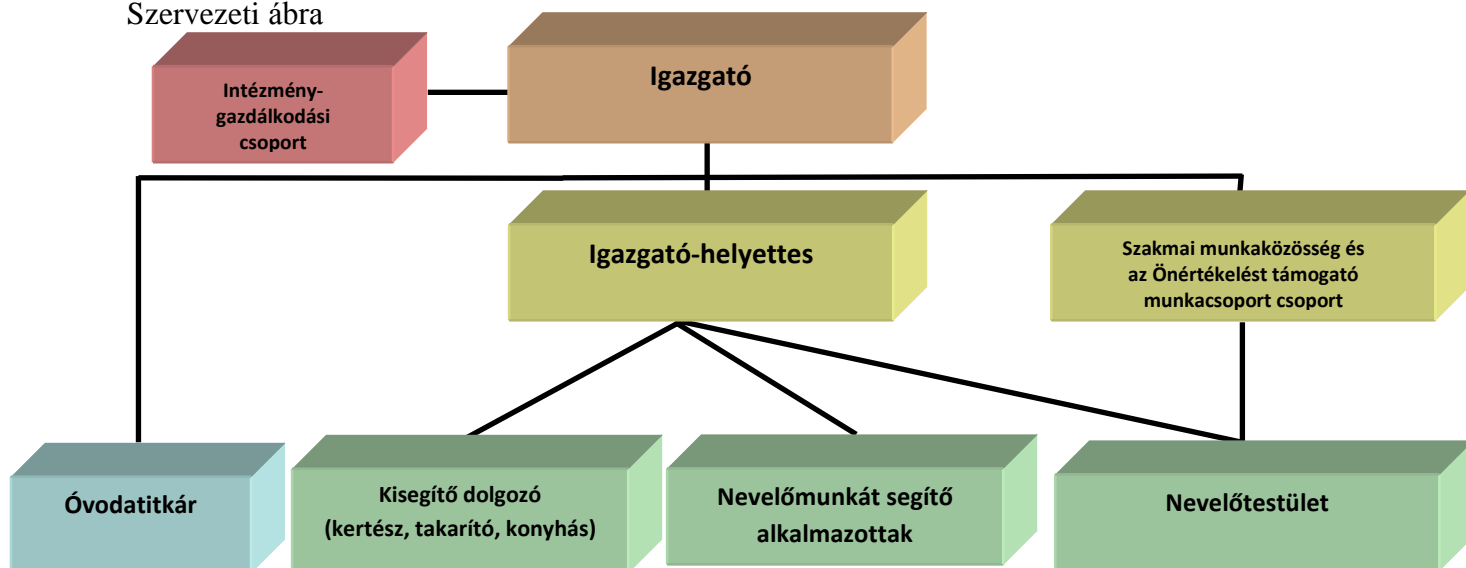 Szervezeti ábra
Igazgató
Intézmény-
gazdálkodási
csoport
Igazgató-helyettes
Szakmai munkaközösség és
az Önértékelést támogató
munkacsoport csoport
Óvodatitkár
Kisegítő dolgozó
(kertész, takarító, konyhás)
Nevelőmunkát segítő
alkalmazottak
Nevelőtestület